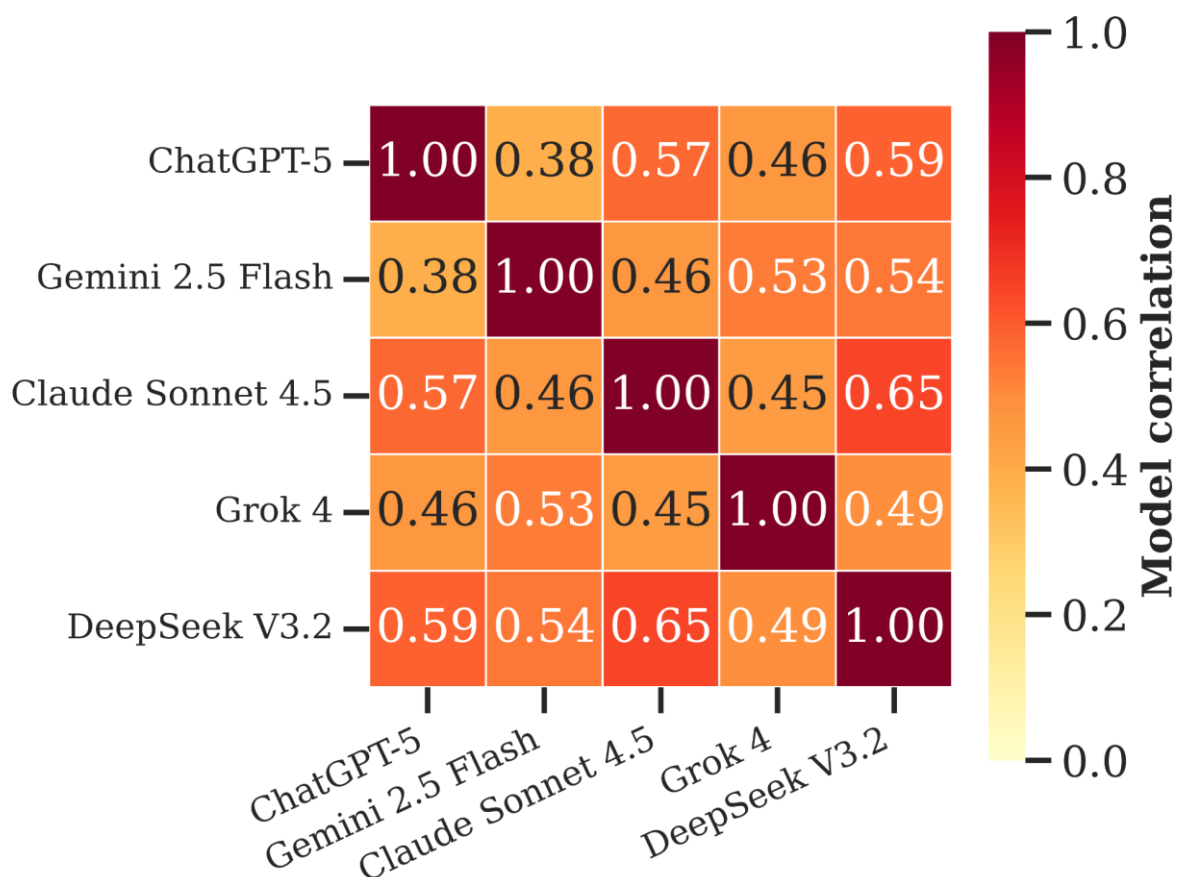 ChatGPT-5 1.00 0.38 0.57 0.46 0.59
Gemini 2.5 Flash 0.38 1.00 0.46 0.53 0.54
Claude Sonnet 4.5 0.57 0.46 1.00 0.45 0.65
Grok 4 0.46 0.53 0.45 1.00 0.49
DeepSeek V3.2 0.59 0.54 0.65 0.49 1.00
ChatGPT-5
Gemini 2.5 Flash
Claude Sonnet 4.5
Grok 4
DeepSeek V3.2
1.0
0.8
0.6
0.4
0.2
0.0
Model correlation